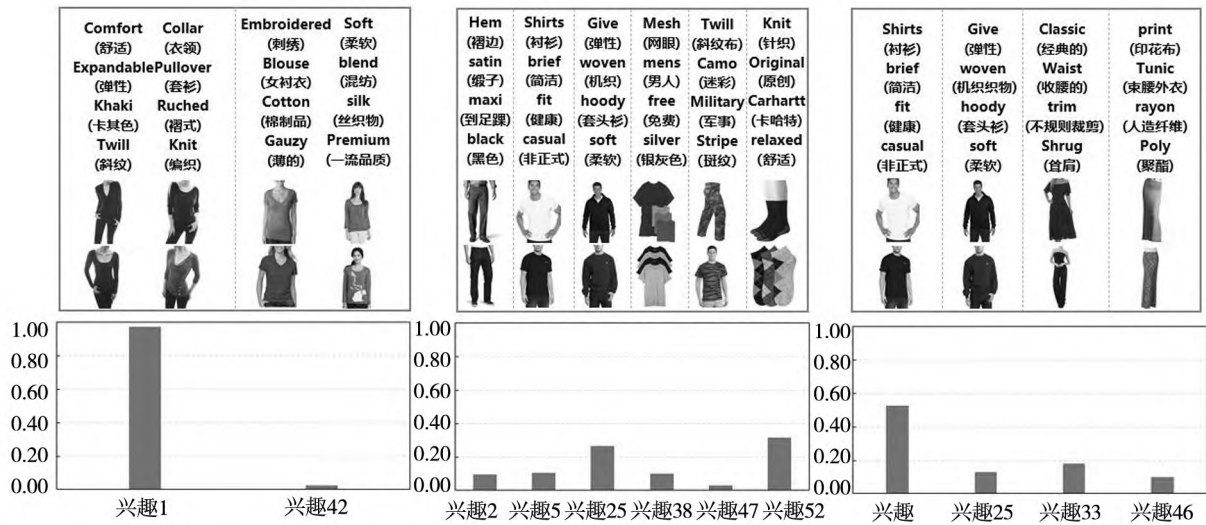 Comfort Collar
(舒适) (衣领)
Expandable Pullover
(弹性) (套衫)
Khaki Ruched
(卡其色) (褶式)
Twill Knit
(斜纹) (编织)
Embroidered Soft
(刺绣) (柔软)
Blouse blend
(女衬衣) (混纺)
Cotton silk
(棉制品) (丝织物)
Gauzy Premium
(薄的) (一流品质)
Hem Shirts Give Mesh Twill Knit
(褶边) (衬衫) (弹性) (网眼) (斜纹布) (针织)
satin brief woven mens Camo Original
(缎子) (简洁) (机织) (男人) (迷彩) (原创)
maxi fit hoody free Military Carhartt
(到足踝) (健康) (套头衫) (免费) (军事) (卡哈特)
black casual soft silver Stripe relaxed
(黑色) (非正式) (柔软) (银灰色) (斑纹) (舒适)
Shirts Give Classic print
(衬衫) (弹性) (经典的) (印花布)
brief woven Waist Tunic
(简洁) (机织织物) (收腰的) (束腰外衣)
fit hoody trim rayon
(健康) (套头衫) (不规则裁剪) (人造纤维)
casual soft Shrug Poly
(非正式) (柔软) (耸肩) (聚酯)
1.00
0.80
0.60
0.40
0.20
0.00
兴趣1 兴趣42
1.00
0.80
0.60
0.40
0.20
0.00
兴趣2 兴趣5 兴趣25 兴趣38 兴趣47 兴趣52
1.00
0.80
0.60
0.40
0.20
0.00
兴趣 兴趣25 兴趣33 兴趣46